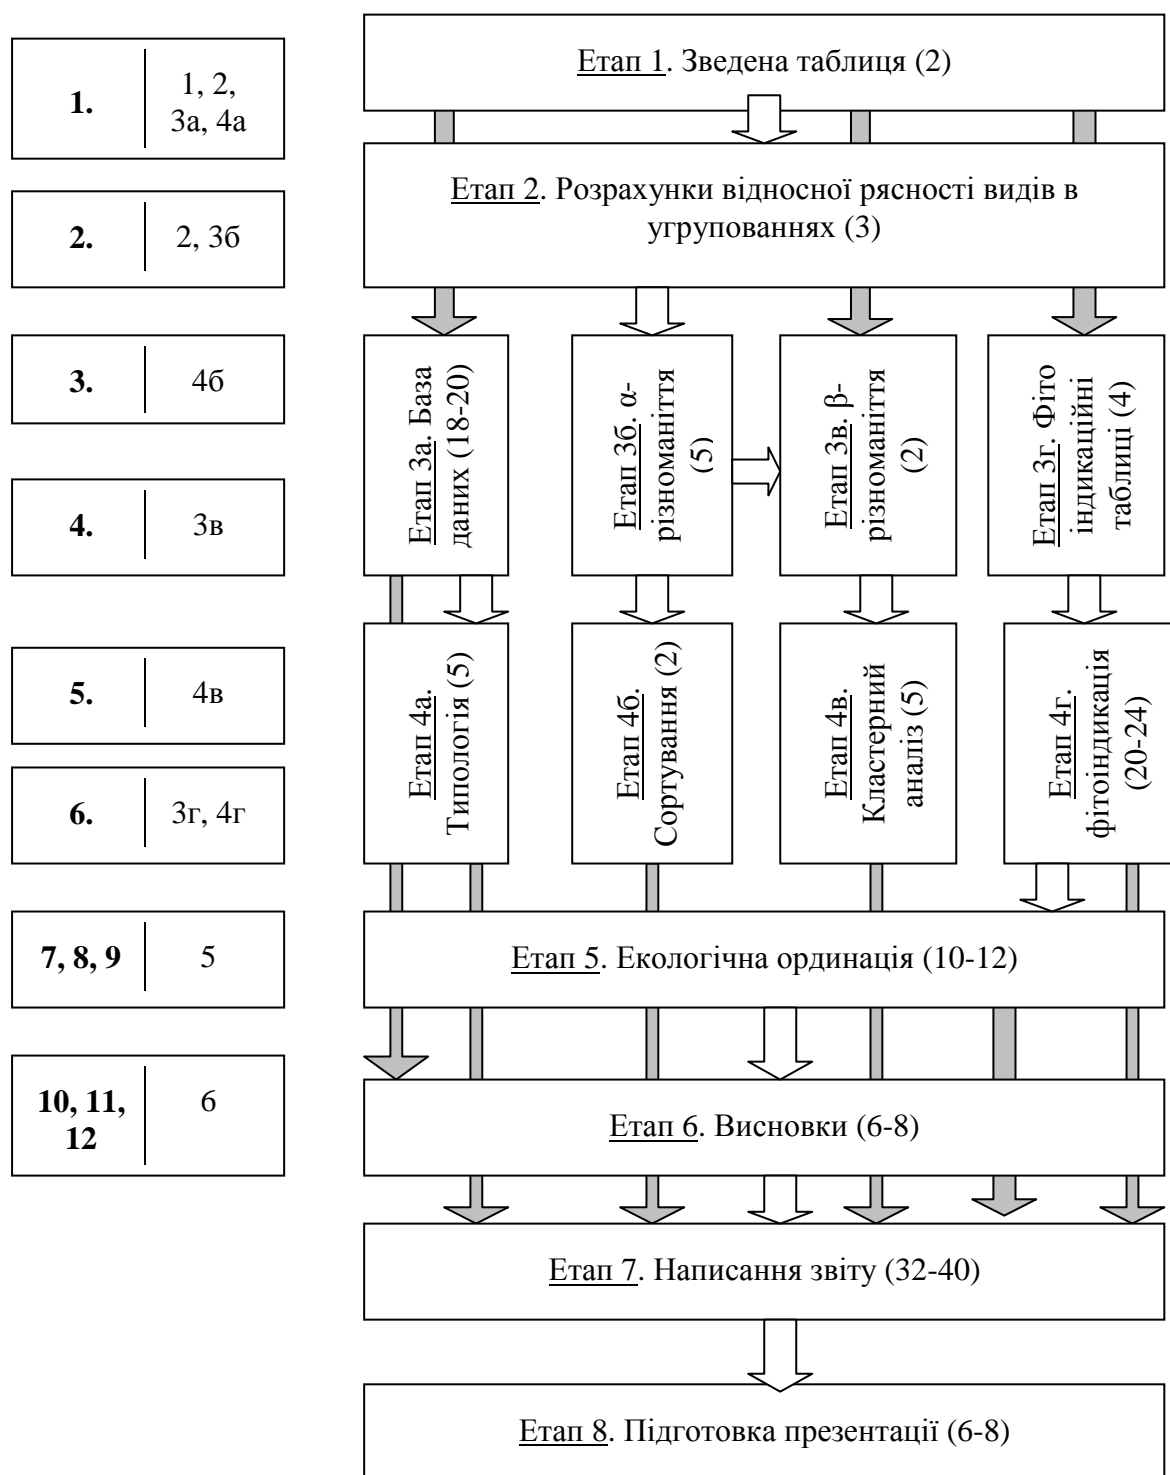 1.
1, 2,
3а, 4а
2.
2, 3б
3.
4б
4.
3в
5.
4в
6.
3г, 4г
7, 8, 9
5
10, 11,
12
6
Етап 1. Зведена таблиця (2)
Етап 2. Розрахунки відносної рясності видів в
угрупованнях (3)
Етап 3а. База
даних (18-20)
Етап 3б. α-
різноманіття
(5)
Етап 3в. β-
різноманіття
(2)
Етап 3г. Фіто
індикаційні
таблиці (4)
Етап 4а.
Типологія (5)
Етап 4б.
Сортування (2)
Етап 4в.
Кластерний
аналіз (5)
Етап 4г.
фітоіндикація
(20-24)
Етап 5. Екологічна ординація (10-12)
Етап 6. Висновки (6-8)
Етап 7. Написання звіту (32-40)
Етап 8. Підготовка презентації (6-8)